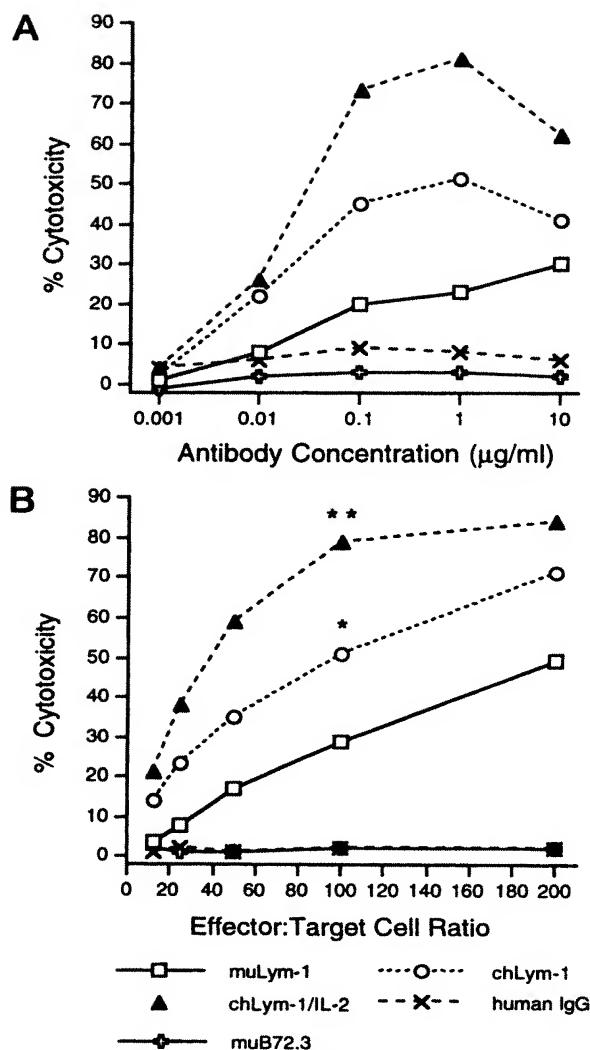 A
90
80
70
60
50
40
30
20
10
0
% Cytotoxicity
0.001 0.01 0.1 1 10
Antibody Concentration (µg/ml)
B
90
80
70
60
50
40
30
20
10
0
% Cytotoxicity
* *
*
0 20 40 60 80 100 120 140 160 180 200
Effector:Target Cell Ratio
muLym-1 chLym-1
chLym-1/IL-2 human IgG
muB72.3